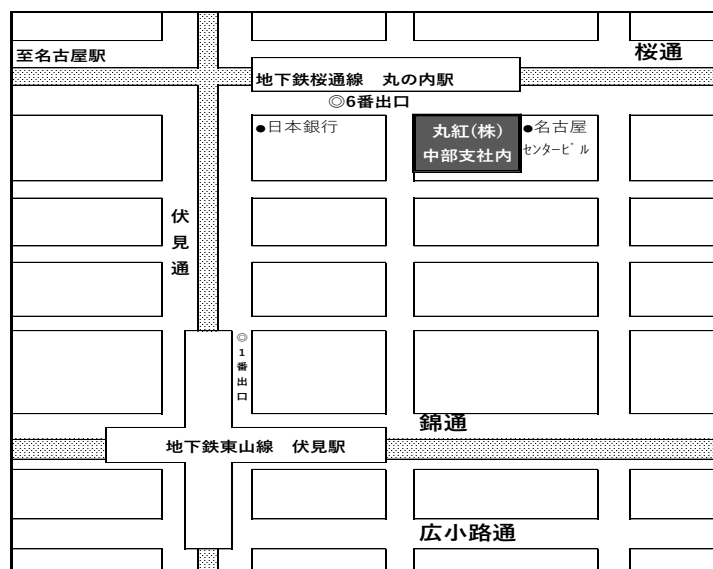 至名古屋駅
桜通
地下鉄桜通線　丸の内駅
◎6番出口
●日本銀行
丸紅(株)
中部支社内
●名古屋
センタービル
伏見通
◎1番出口
錦通
地下鉄東山線　伏見駅
広小路通